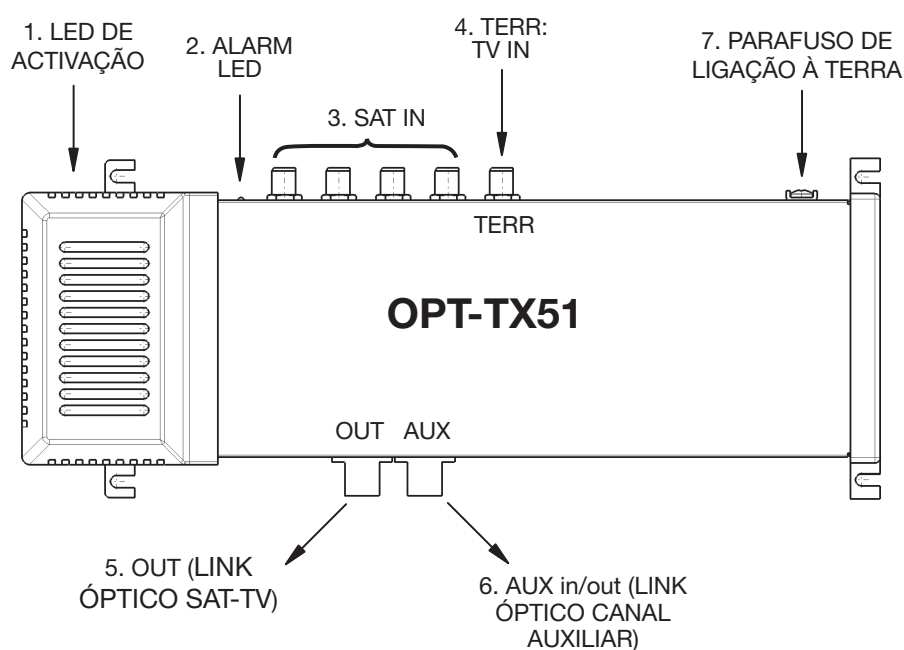 1. LED DE
ACTIVAÇÃO
2. ALARM
LED
3. SAT IN
4. TERR:
TV IN
7. PARAFUSO DE
LIGAÇÃO À TERRA
TERR
OPT-TX51
OUT AUX
5. OUT (LINK
ÓPTICO SAT-TV)
6. AUX in/out (LINK
ÓPTICO CANAL
AUXILIAR)